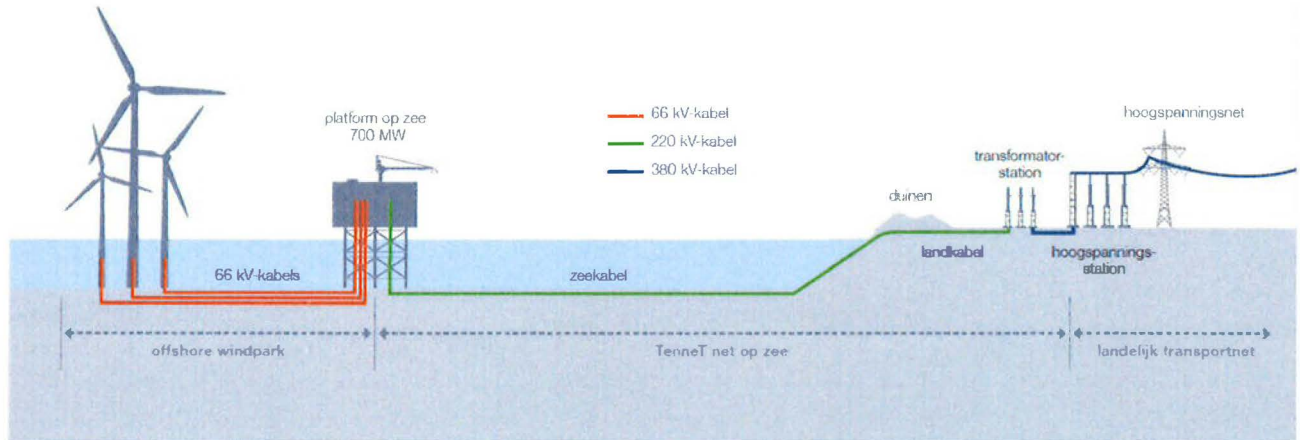 platform op zee
700 MW
66 kV-kabel
220 kV-kabel
380 kV-kabel
hoogspanningsnet
transformator-
station
duinen
66 kV-kabels
zeekabel
landkabel
hoogspannings-
station
offshore windpark
TenneT net op zee
landelijk transportnet